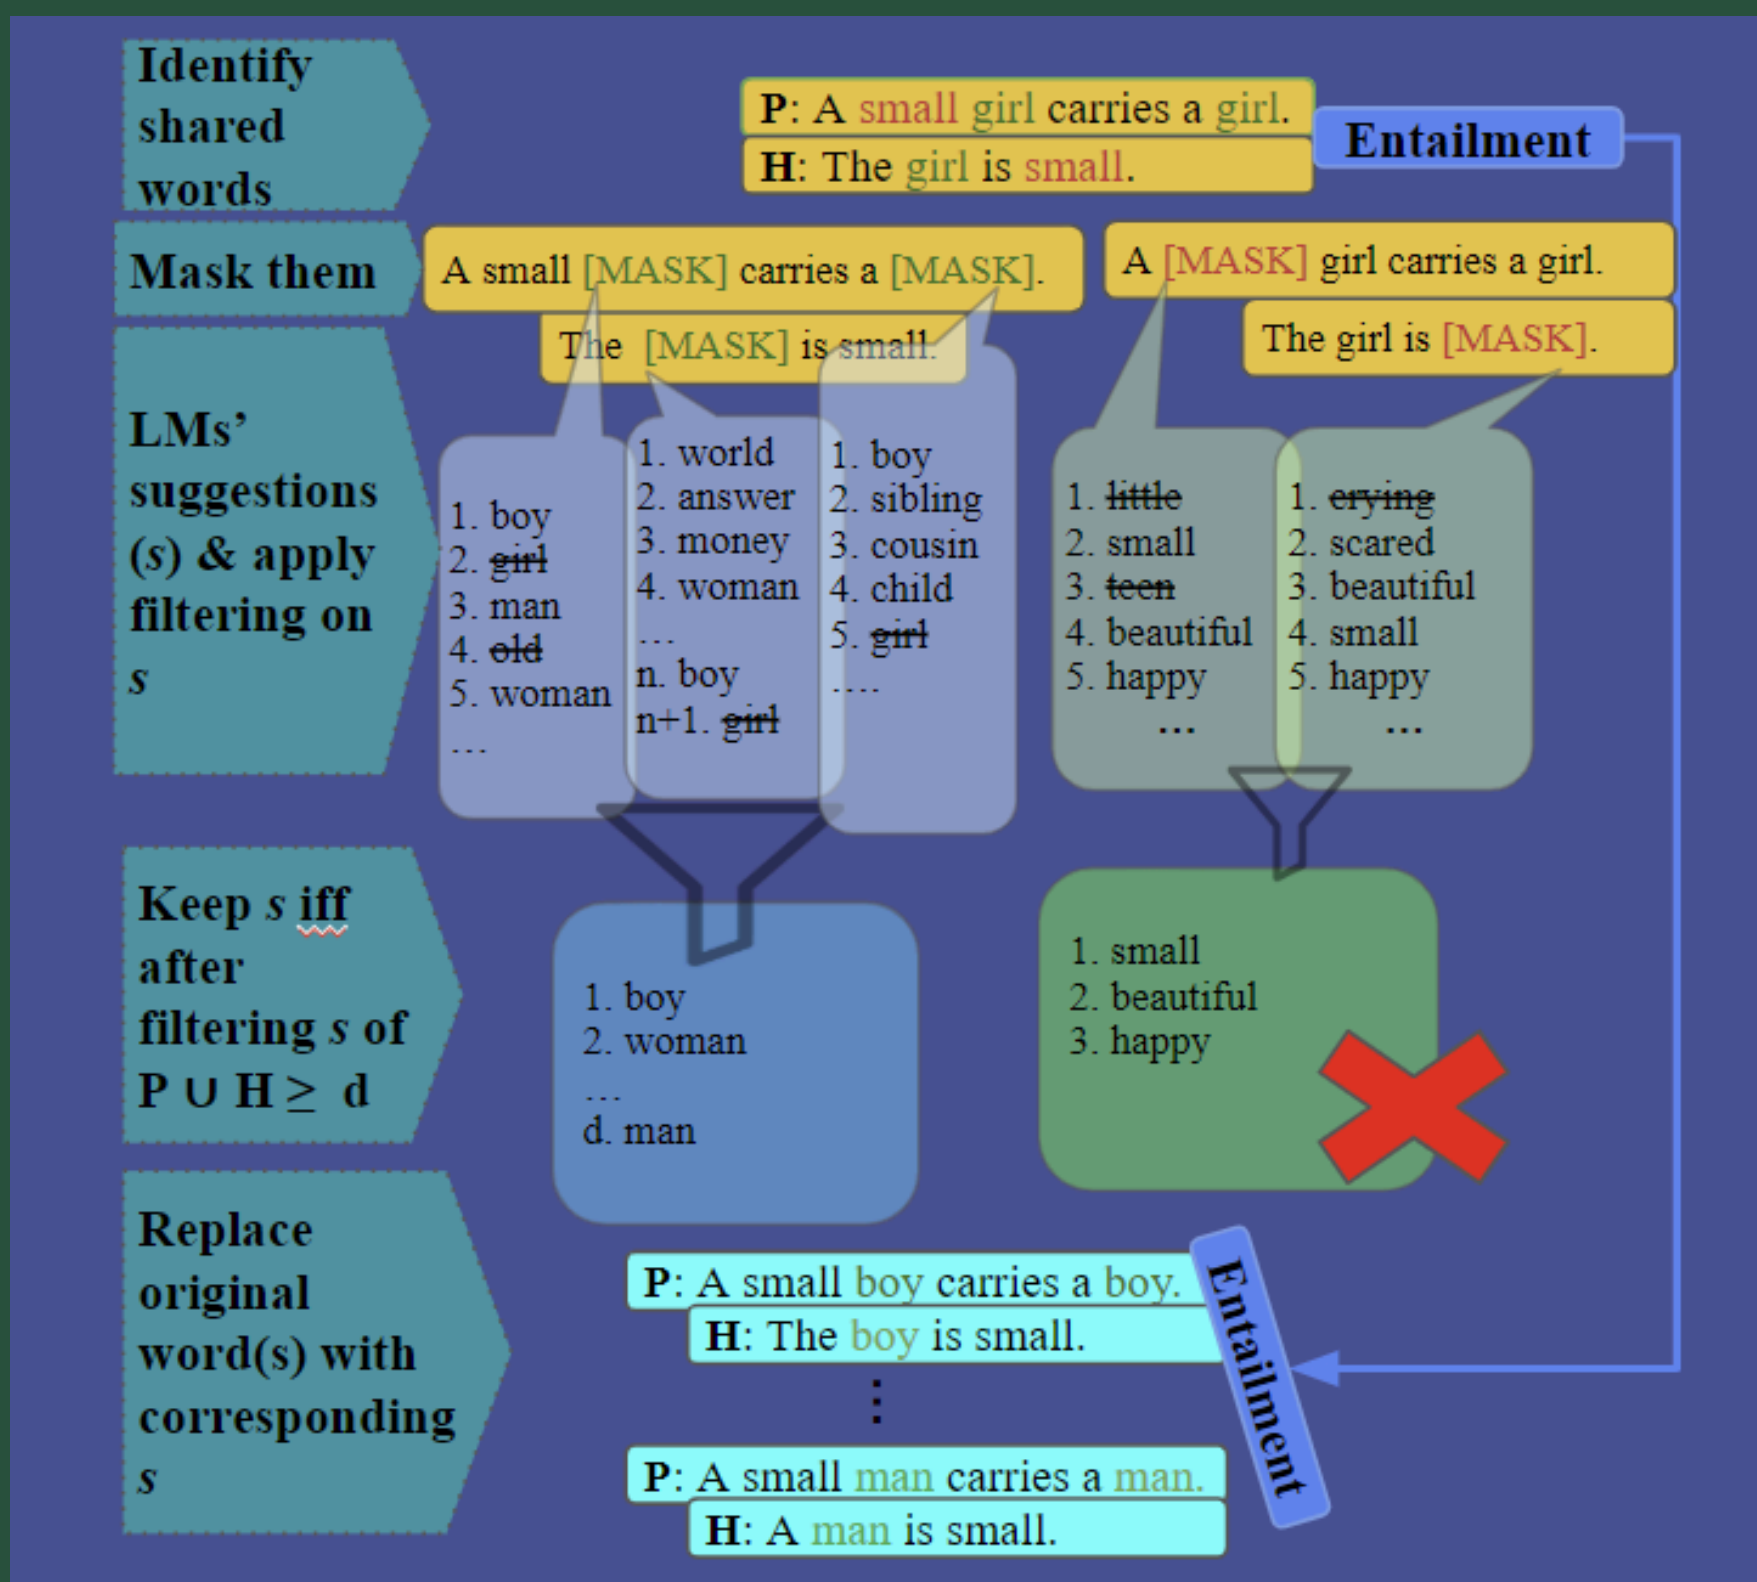 Identify
shared
words
P: A small girl carries a girl.
H: The girl is small.
Entailment
Mask them
A small [MASK] carries a [MASK].
The [MASK] is small.
A [MASK] girl carries a girl.
The girl is [MASK].
LMs’
suggestions
(s) & apply
filtering on
s
1. boy
2. girl
3. man
4. old
5. woman
…
1. world
2. answer
3. money
4. woman
…
n. boy
n+1. girl
1. boy
2. sibling
3. cousin
4. child
5. girl
….
1. little
2. small
3. teen
4. beautiful
5. happy
…
1. crying
2. scared
3. beautiful
4. small
5. happy
…
Keep s iff
after
filtering s of
P ∪ H ≥ d
1. boy
2. woman
…
d. man
1. small
2. beautiful
3. happy
Replace
original
word(s) with
corresponding
s
P: A small boy carries a boy.
H: The boy is small.
⋮
P: A small man carries a man.
H: A man is small.
Entailment